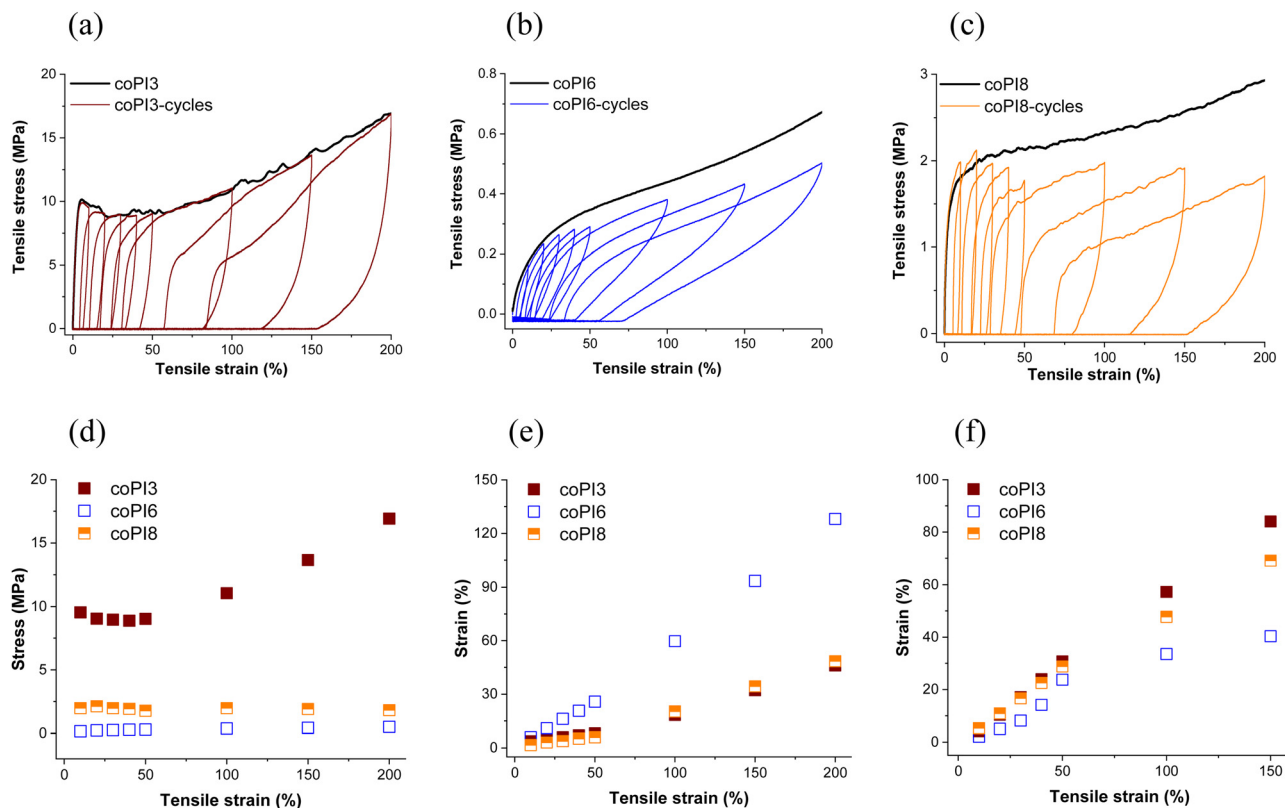 (a)
20
15
10
5
0
0 50 100 150 200
Tensile stress (MPa)
Tensile strain (%)
coPI3
coPI3-cycles
(b)
0.8
0.6
0.4
0.2
0.0
0 50 100 150 200
Tensile stress (MPa)
Tensile strain (%)
coPI6
coPI6-cycles
(c)
3
2
1
0
0 50 100 150 200
Tensile stress (MPa)
Tensile strain (%)
coPI8
coPI8-cycles
(d)
20
15
10
5
0
0 50 100 150 200
Stress (MPa)
Tensile strain (%)
coPI3
coPI6
coPI8
(e)
150
120
90
60
30
0
0 50 100 150 200
Strain (%)
Tensile strain (%)
coPI3
coPI6
coPI8
(f)
100
80
60
40
20
0
0 50 100 150
Strain (%)
Tensile strain (%)
coPI3
coPI6
coPI8